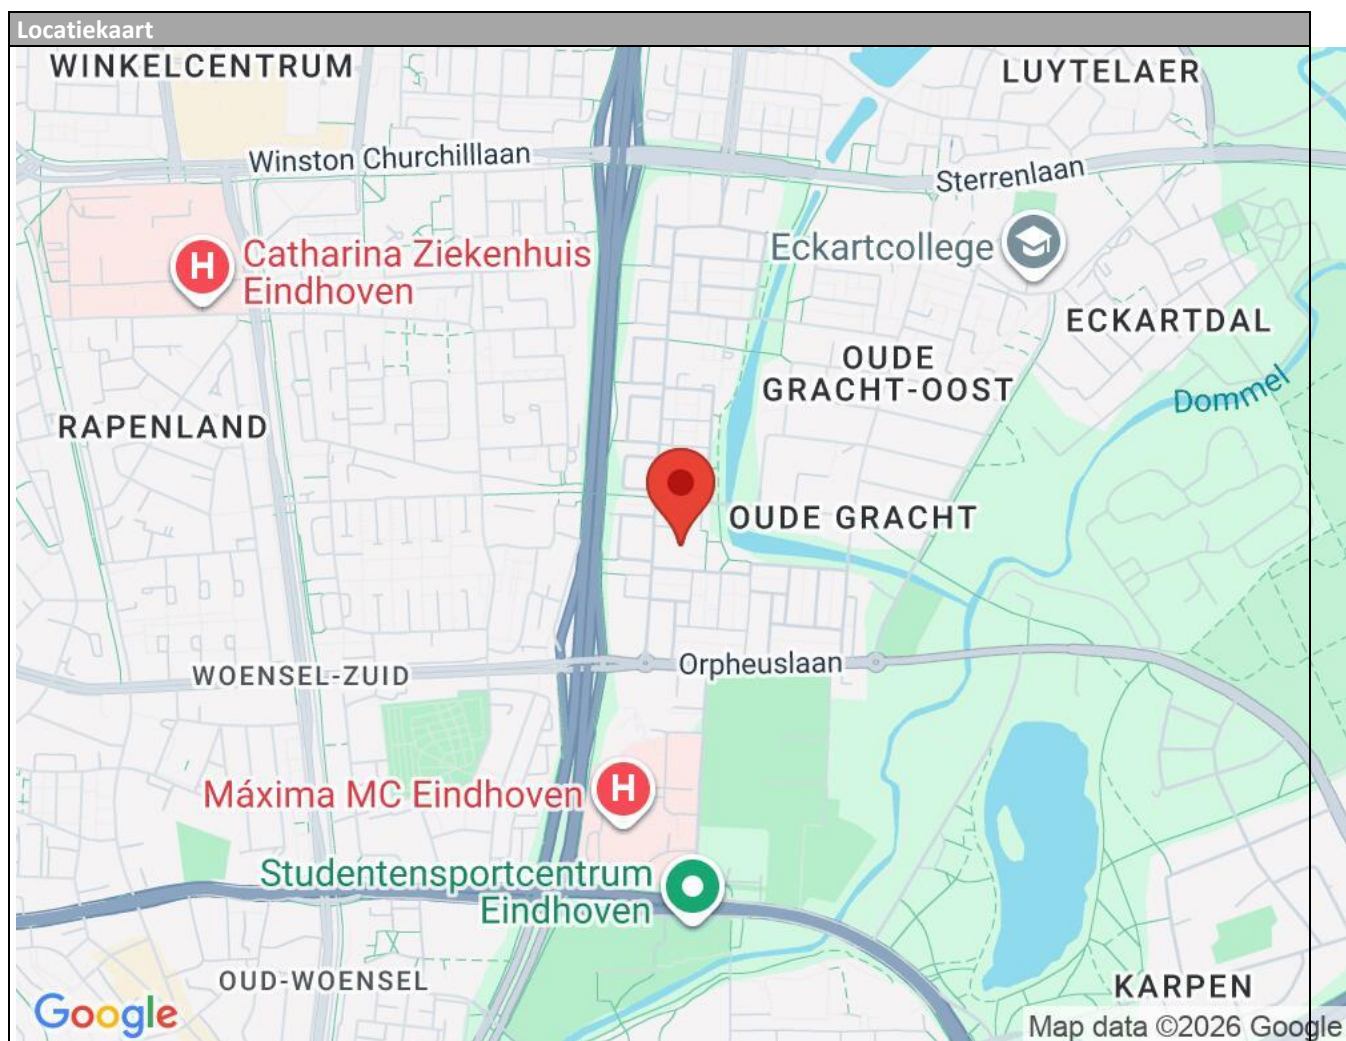 Locatiekaart
WINKELCENTRUM
LUYTELAER
Winston Churchilllaan
Sterrenlaan
Catharina Ziekenhuis
Eindhoven
H
Eckartcollege
ECKARTDAL
OUDE
GRACHT-OOST
Dommel
RAPENLAND
OUDE GRACHT
Orpheuslaan
WOENSEL-ZUID
Máxima MC Eindhoven
H
Studentensportcentrum
Eindhoven
OUD-WOENSEL
KARPEN
Google
Map data ©2026 Google